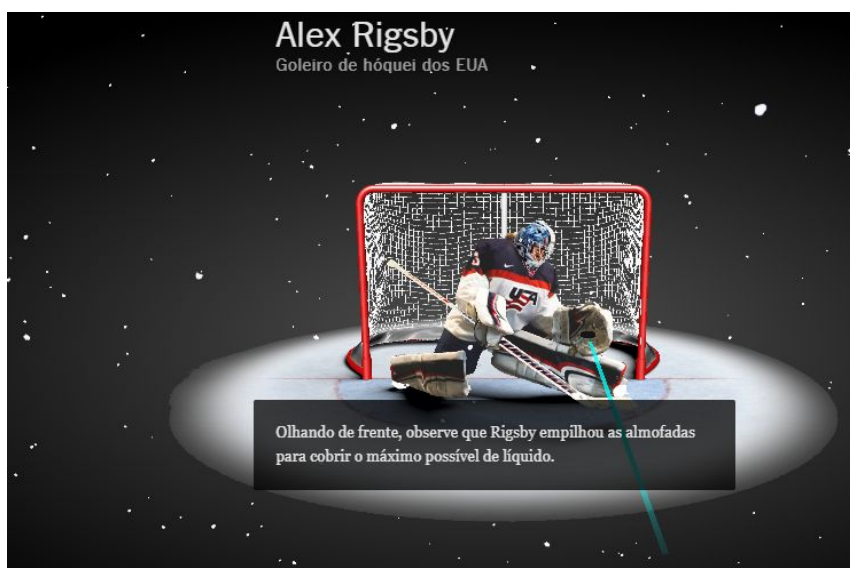 Alex Rigsby
Goleiro de hóquei dos EUA
USA
Olhando de frente, observe que Rigsby empilhou as almofadas
para cobrir o máximo possível de líquido.